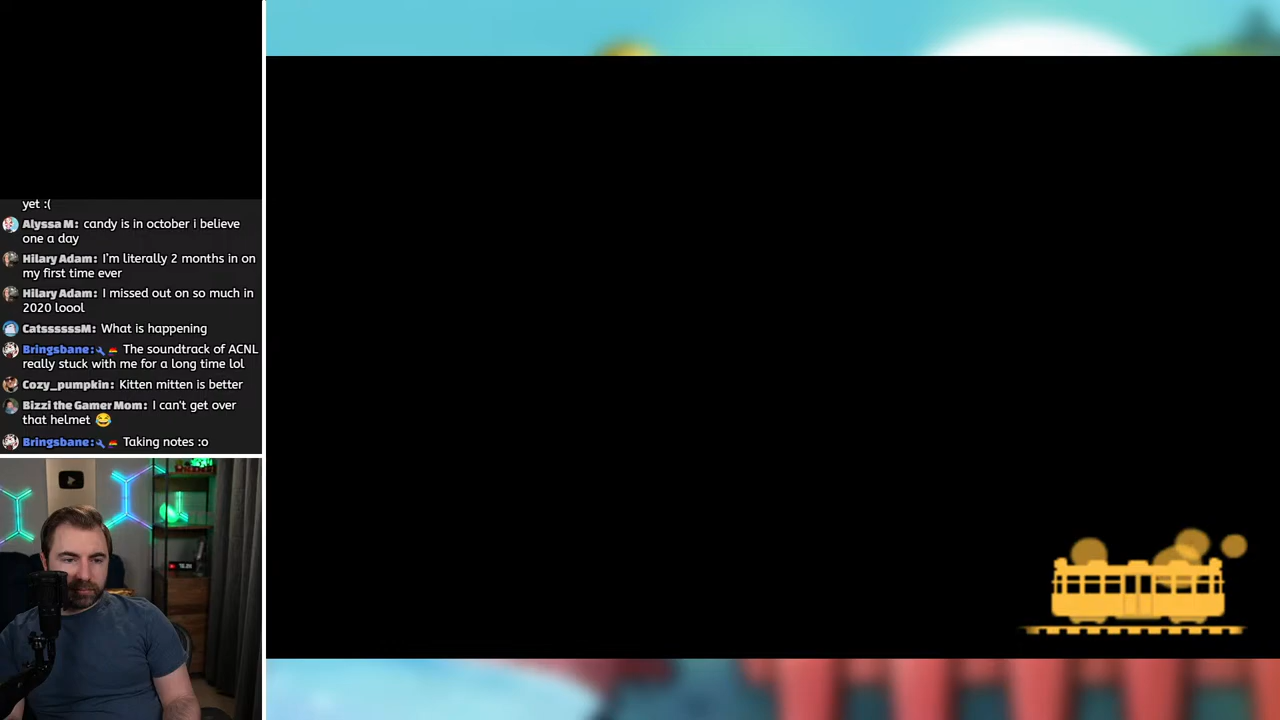 yet :(
Alyssa M: candy is in october i believe
one a day
Hilary Adam: I'm literally 2 months in on
my first time ever
Hilary Adam: I missed out on so much in
2020 loool
CatssssssM: What is happening
Bringsbane: The soundtrack of ACNL
really stuck with me for a long time lol
Cozy_pumpkin: Kitten mitten is better
Bizzi the Gamer Mom: I can't get over
that helmet 😂
Bringsbane: Taking notes :o